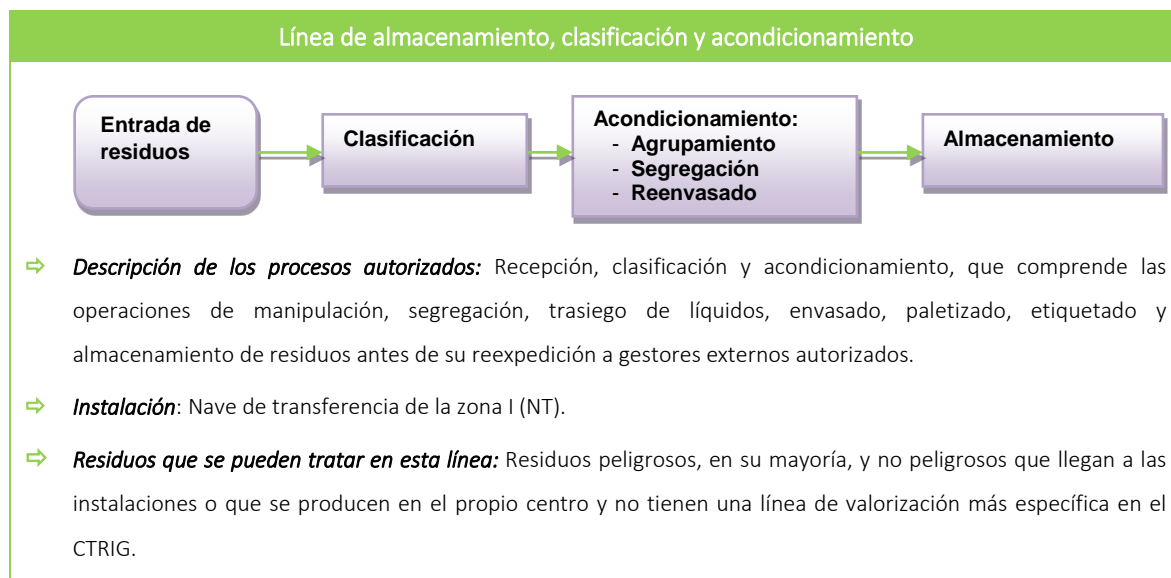 Línea de almacenamiento, clasificación y acondicionamiento
Entrada de
residuos
Clasificación
Acondicionamiento:
- Agrupamiento
- Segregación
- Reenvasado
Almacenamiento
⇨ Descripción de los procesos autorizados: Recepción, clasificación y acondicionamiento, que comprende las
operaciones de manipulación, segregación, trasiego de líquidos, envasado, paletizado, etiquetado y
almacenamiento de residuos antes de su reexpedición a gestores externos autorizados.
⇨ Instalación: Nave de transferencia de la zona I (NT).
⇨ Residuos que se pueden tratar en esta línea: Residuos peligrosos, en su mayoría, y no peligrosos que llegan a las
instalaciones o que se producen en el propio centro y no tienen una línea de valorización más específica en el
CTRIG.